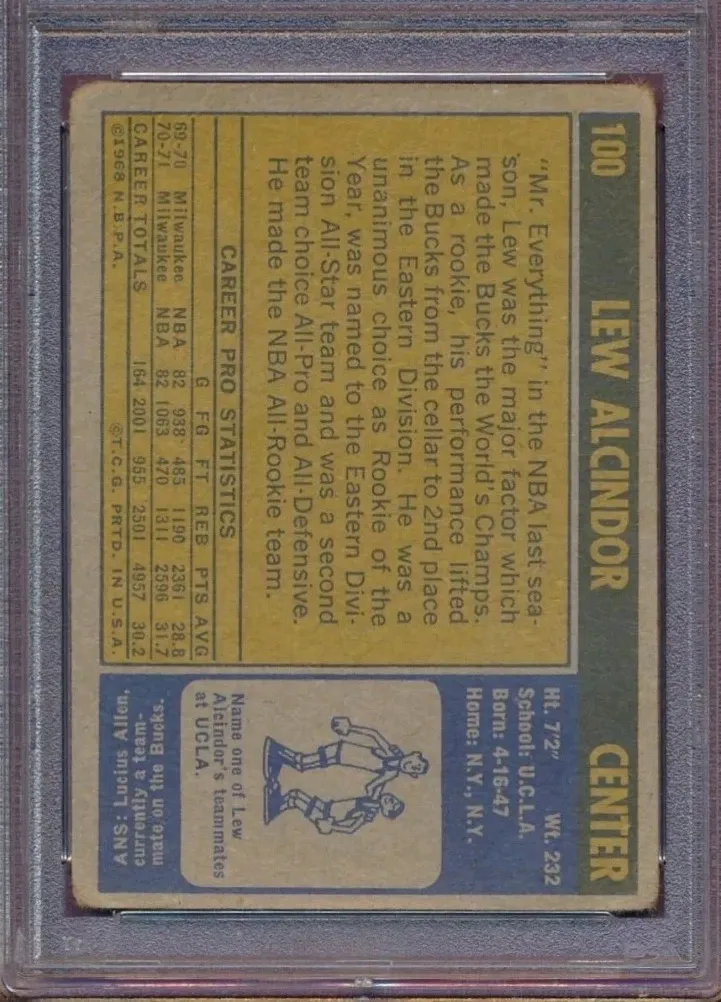 100 LEW ALCINDOR CENTER
"Mr. Everything" in the NBA last sea-
son, Lew was the major factor which
made the Bucks the World's Champs.
As a rookie, his performance lifted
the Bucks from the cellar to 2nd place
in the Eastern Division. He was a
unanimous choice as Rookie of the
Year, was named to the Eastern Divi-
sion All-Star team and was a second
team choice All-Pro and All-Defensive.
He made the NBA All-Rookie team.
CAREER PRO STATISTICS
G FG FT REB PTS AVG
69-70 Milwaukee NBA 82 938 485 1190 2361 28.8
70-71 Milwaukee NBA 82 1063 470 1311 2596 31.7
CAREER TOTALS 164 2001 955 2501 4957 30.2
©1968 N.B.P.A. ©T.C.G. PRTD. IN U.S.A.
Ht. 7'2" Wt. 232
School: U.C.L.A.
Born: 4-16-47
Home: N.Y., N.Y.
Name one of Lew
Alcindor's teammates
at UCLA.
ANS: Lucius Allen,
currently a team-
mate on the Bucks.